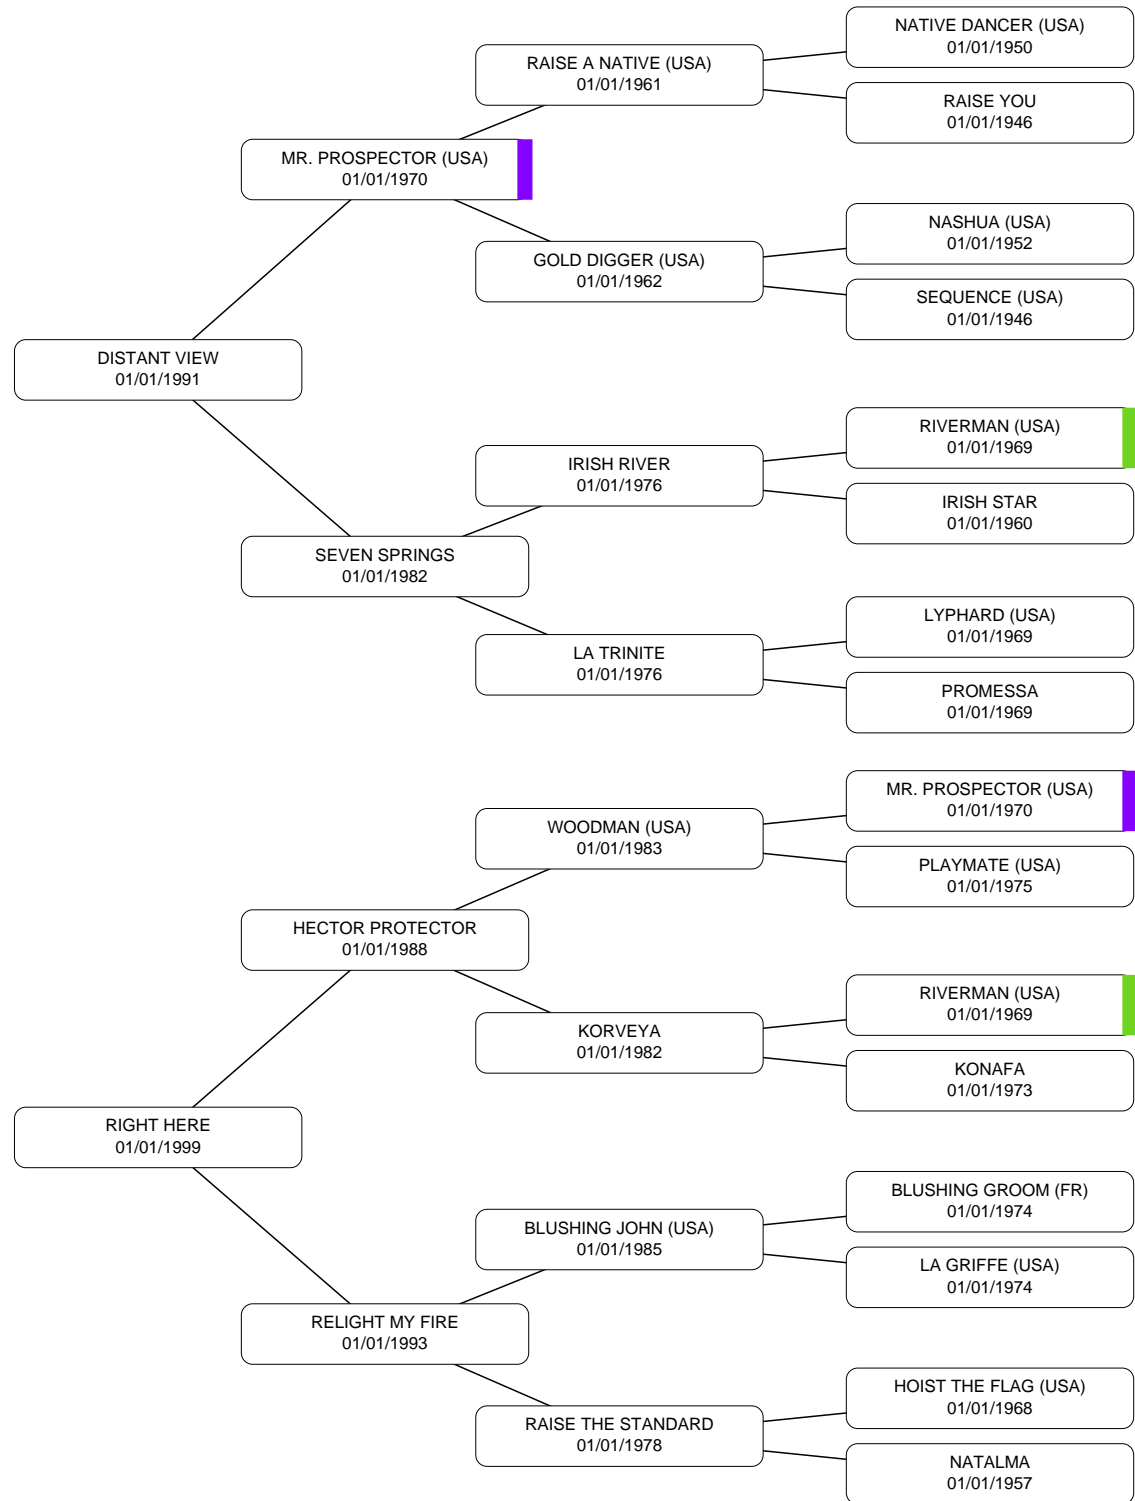 NATIVE DANCER (USA)
01/01/1950
RAISE A NATIVE (USA)
01/01/1961
RAISE YOU
01/01/1946
MR. PROSPECTOR (USA)
01/01/1970
NASHUA (USA)
01/01/1952
GOLD DIGGER (USA)
01/01/1962
SEQUENCE (USA)
01/01/1946
DISTANT VIEW
01/01/1991
RIVERMAN (USA)
01/01/1969
IRISH RIVER
01/01/1976
IRISH STAR
01/01/1960
SEVEN SPRINGS
01/01/1982
LYPHARD (USA)
01/01/1969
LA TRINITE
01/01/1976
PROMESSA
01/01/1969
MR. PROSPECTOR (USA)
01/01/1970
WOODMAN (USA)
01/01/1983
PLAYMATE (USA)
01/01/1975
HECTOR PROTECTOR
01/01/1988
RIVERMAN (USA)
01/01/1969
KORVEYA
01/01/1982
KONAFA
01/01/1973
RIGHT HERE
01/01/1999
BLUSHING GROOM (FR)
01/01/1974
BLUSHING JOHN (USA)
01/01/1985
LA GRIFFE (USA)
01/01/1974
RELIGHT MY FIRE
01/01/1993
HOIST THE FLAG (USA)
01/01/1968
RAISE THE STANDARD
01/01/1978
NATALMA
01/01/1957